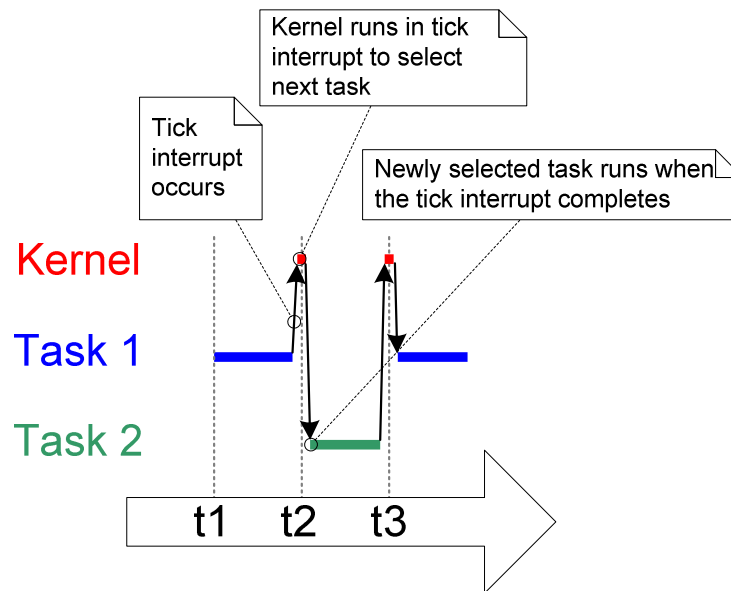 Kernel runs in tick
interrupt to select
next task
Tick
interrupt
occurs
Newly selected task runs when
the tick interrupt completes
Kernel
Task 1
Task 2
t1 t2 t3